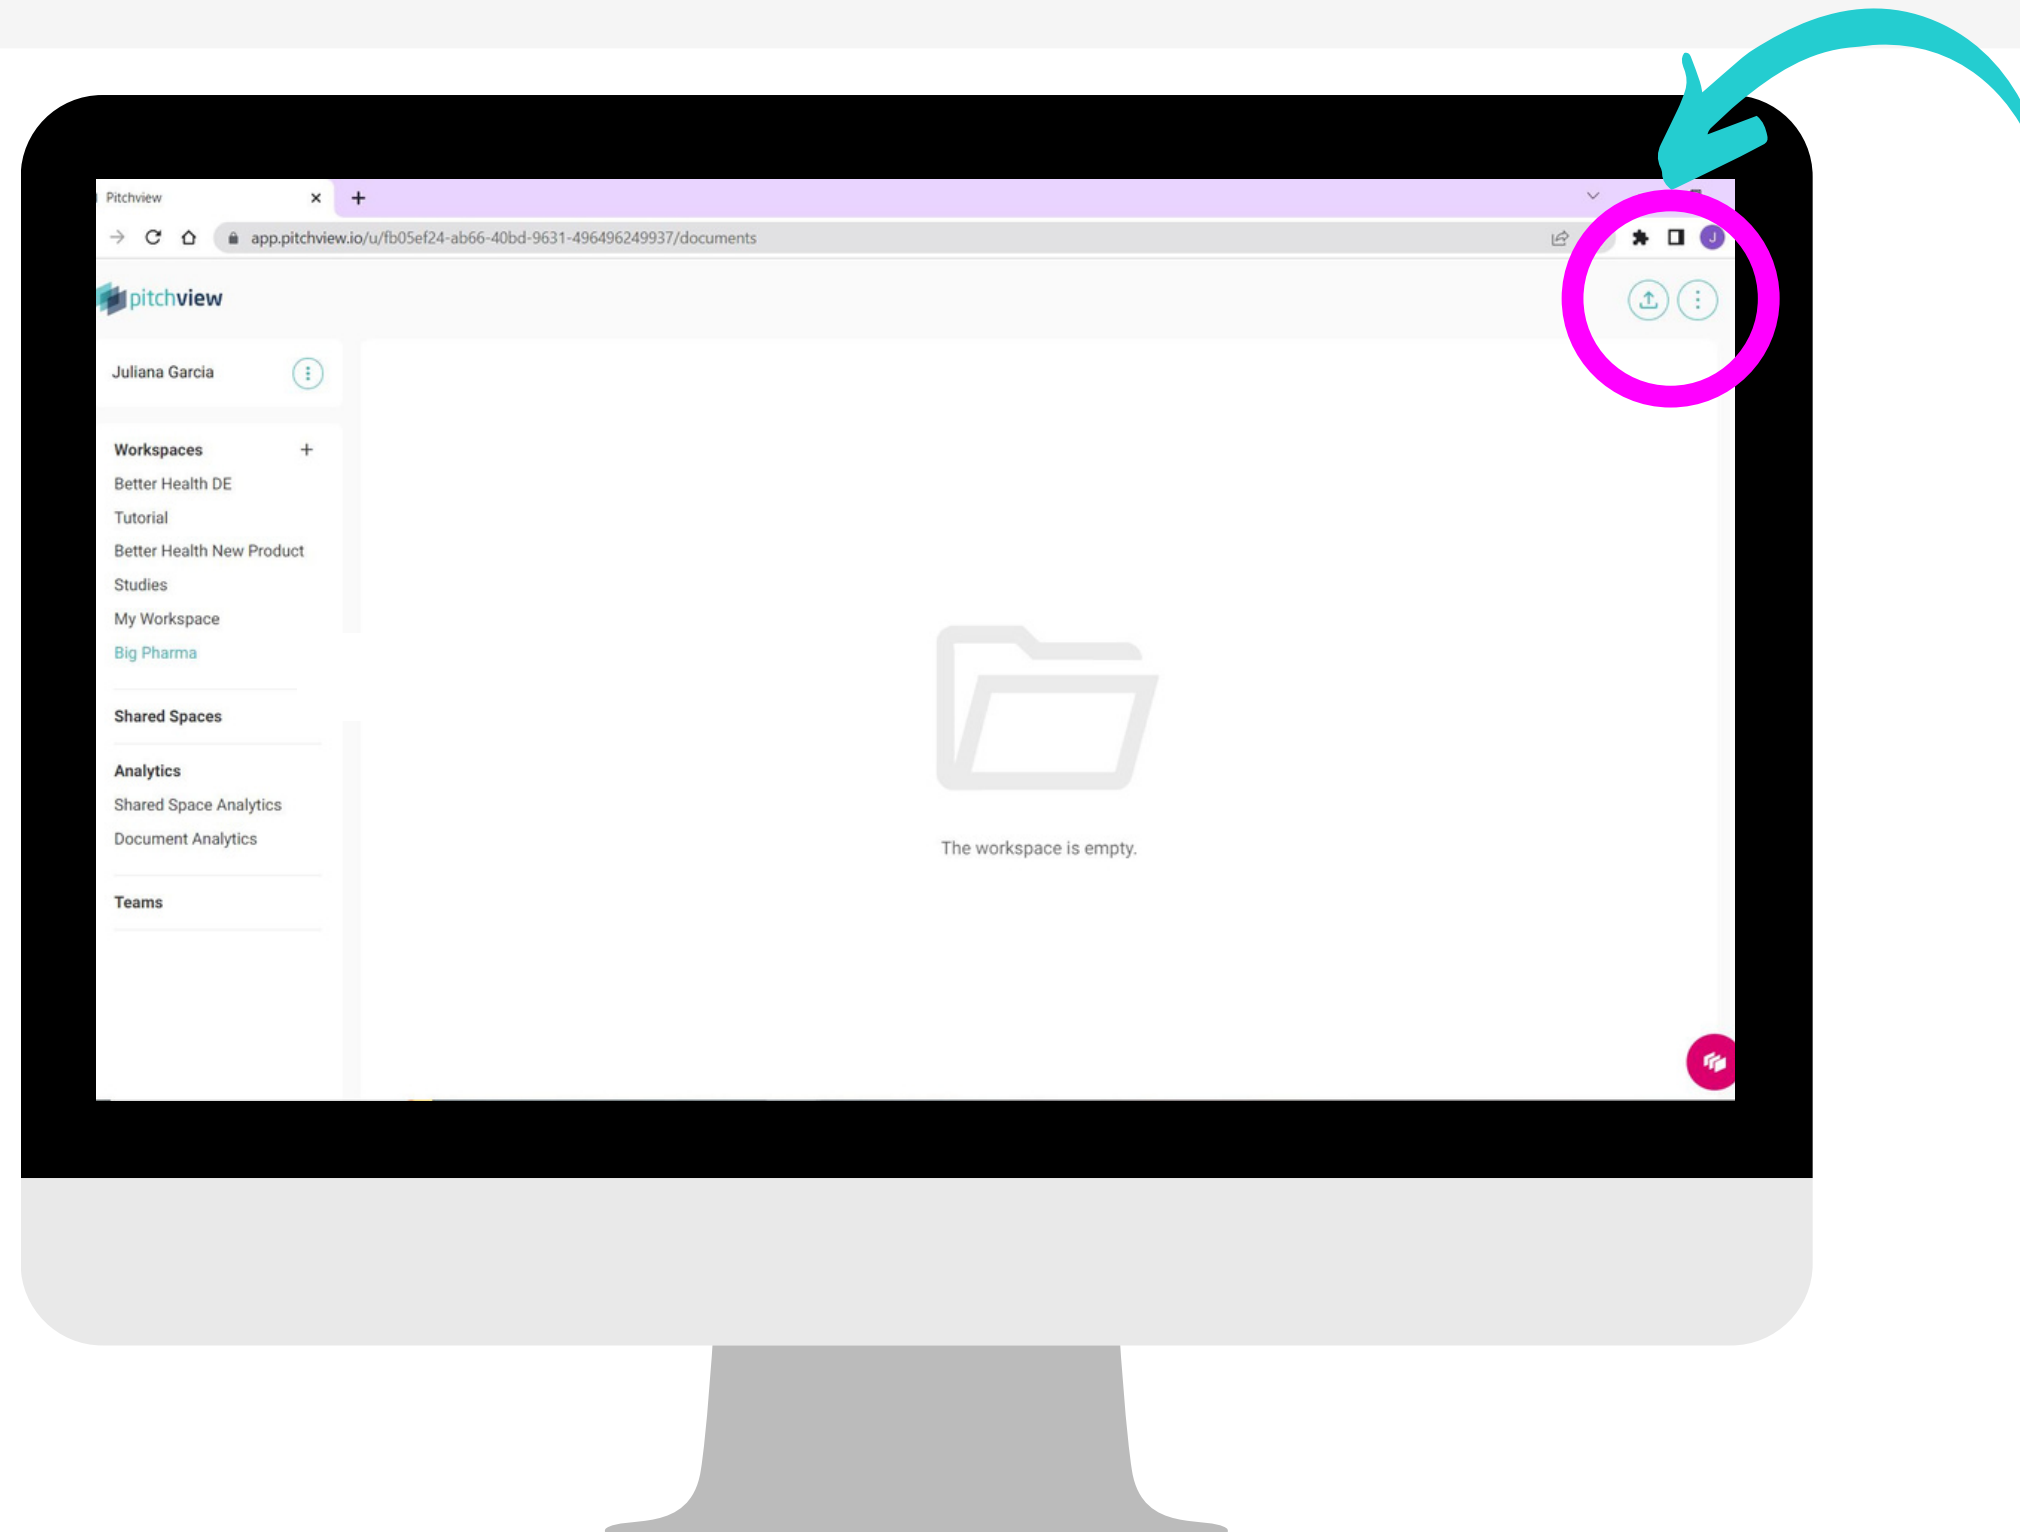 Pitchview
app.pitchview.io/u/fb05ef24-ab66-40bd-9631-496496249937/documents
J
pitchview
Juliana Garcia
Workspaces
Better Health DE
Tutorial
Better Health New Product
Studies
My Workspace
Big Pharma
Shared Spaces
Analytics
Shared Space Analytics
Document Analytics
Teams
The workspace is empty.